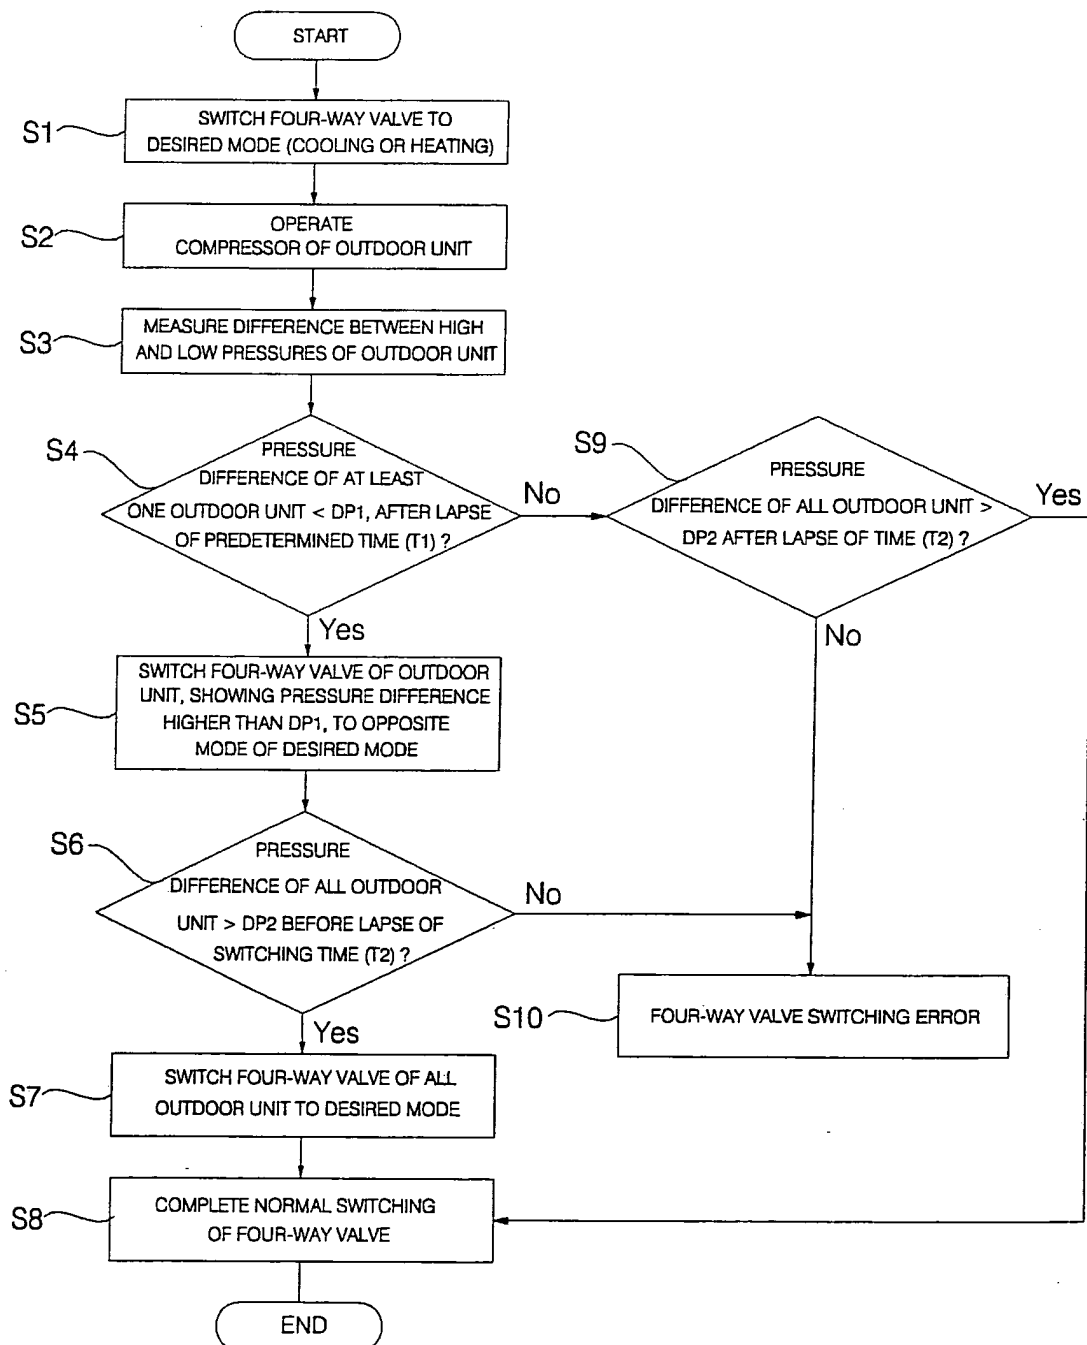 START
S1
SWITCH FOUR-WAY VALVE TO
DESIRED MODE (COOLING OR HEATING)
S2
OPERATE
COMPRESSOR OF OUTDOOR UNIT
S3
MEASURE DIFFERENCE BETWEEN HIGH
AND LOW PRESSURES OF OUTDOOR UNIT
S4
PRESSURE
DIFFERENCE OF AT LEAST
ONE OUTDOOR UNIT < DP1, AFTER LAPSE
OF PREDETERMINED TIME (T1) ?
No
Yes
S9
PRESSURE
DIFFERENCE OF ALL OUTDOOR UNIT >
DP2 AFTER LAPSE OF TIME (T2) ?
Yes
No
S5
SWITCH FOUR-WAY VALVE OF OUTDOOR
UNIT, SHOWING PRESSURE DIFFERENCE
HIGHER THAN DP1, TO OPPOSITE
MODE OF DESIRED MODE
S6
PRESSURE
DIFFERENCE OF ALL OUTDOOR
UNIT > DP2 BEFORE LAPSE OF
SWITCHING TIME (T2) ?
No
Yes
S10
FOUR-WAY VALVE SWITCHING ERROR
S7
SWITCH FOUR-WAY VALVE OF ALL
OUTDOOR UNIT TO DESIRED MODE
S8
COMPLETE NORMAL SWITCHING
OF FOUR-WAY VALVE
END